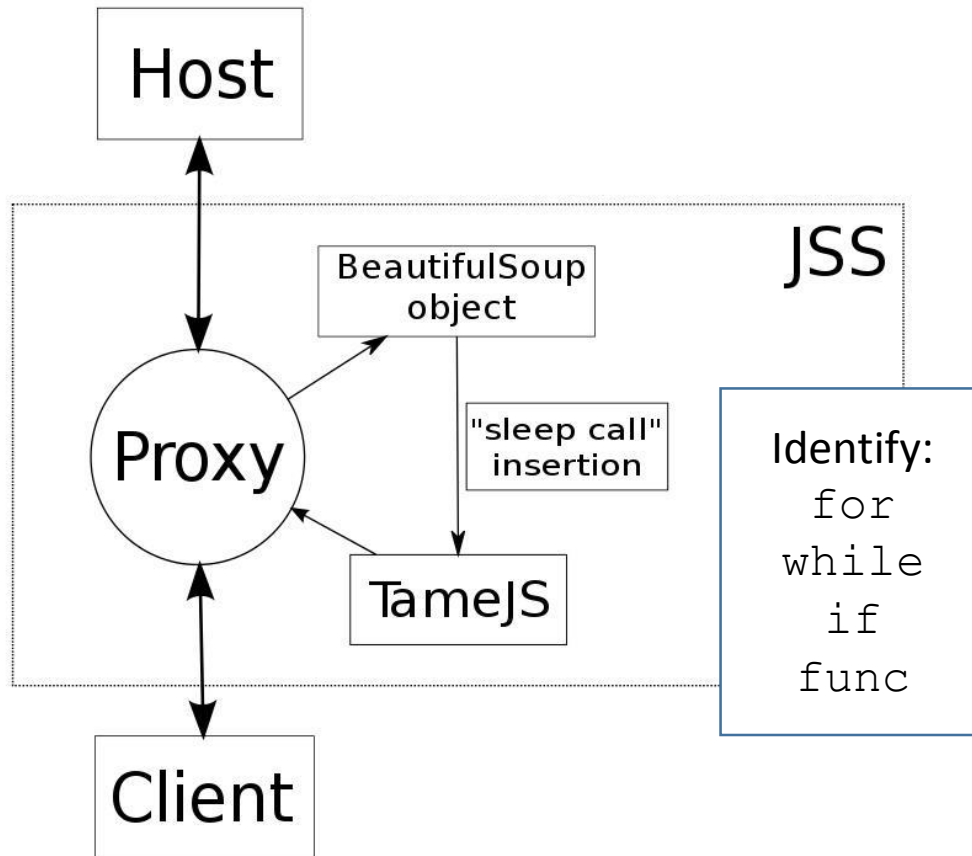 Host
JSS
BeautifulSoup
object
Proxy
"sleep call"
insertion
TameJS
Identify:
for
while
if
func
Client